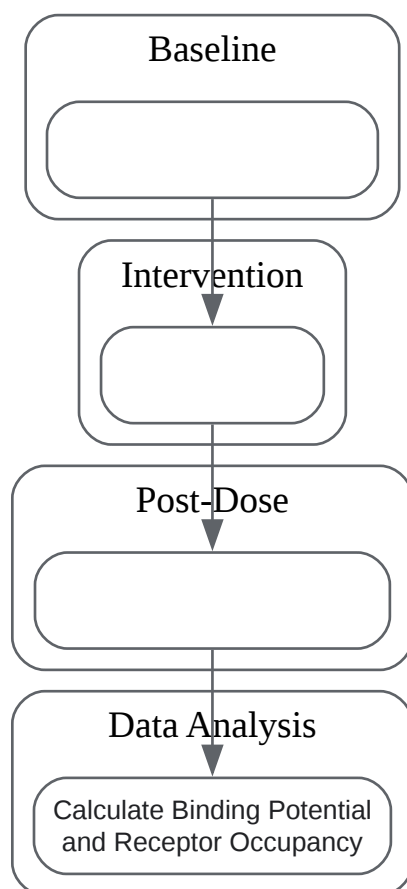 Baseline
Intervention
Post-Dose
Data Analysis
Calculate Binding Potential
and Receptor Occupancy